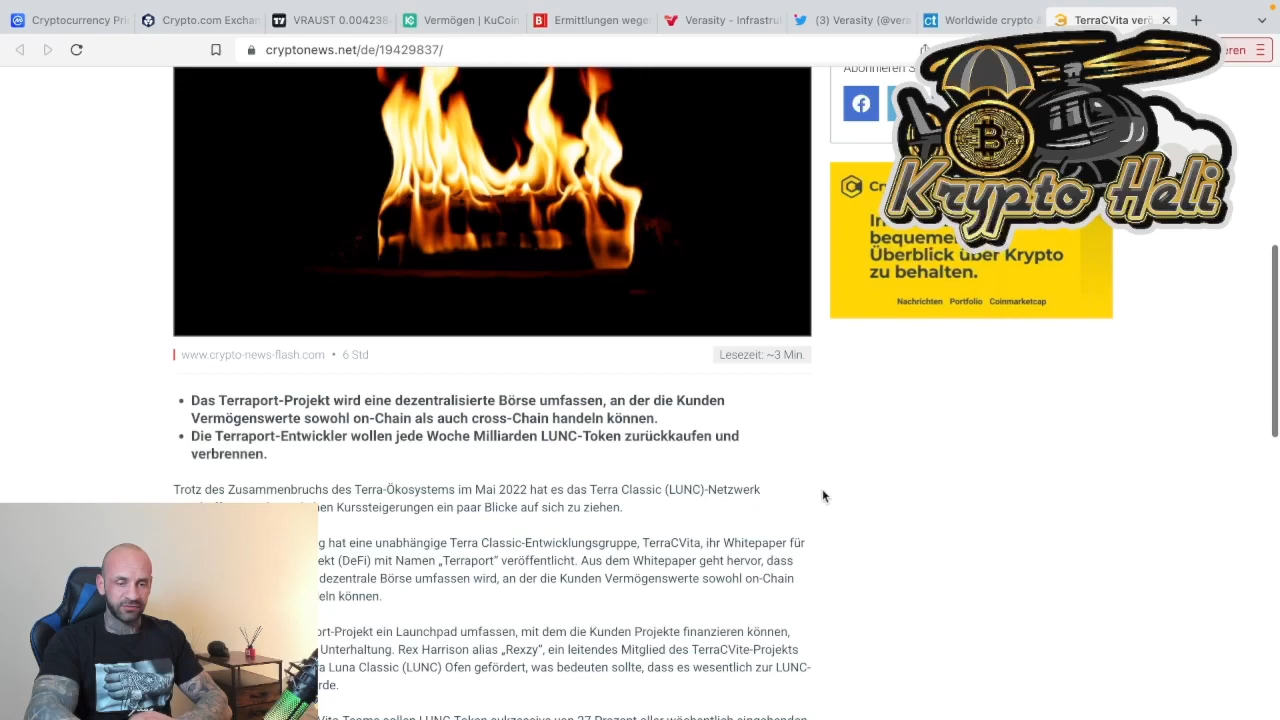 Cryptocurrency Pri
Crypto.com Exchan
VRAUST 0.004238
Vermögen | KuCoin
Ermittlungen wege
Verasity - Infrastru
(3) Verasity (@vera
Worldwide crypto &
TerraCVita verö
cryptonews.net/de/19429837/
eren
Abonnieren S
Krypto Heli
bequeme
Überblick über Krypto
zu behalten.
Nachrichten Portfolio Coinmarketcap
www.crypto-news-flash.com • 6 Std
Lesezeit: ~3 Min.
• Das Terraport-Projekt wird eine dezentralisierte Börse umfassen, an der die Kunden
Vermögenswerte sowohl on-Chain als auch cross-Chain handeln können.
• Die Terraport-Entwickler wollen jede Woche Milliarden LUNC-Token zurückkaufen und
verbrennen.
Trotz des Zusammenbruchs des Terra-Ökosystems im Mai 2022 hat es das Terra Classic (LUNC)-Netzwerk
en Kurssteigerungen ein paar Blicke auf sich zu ziehen.
g hat eine unabhängige Terra Classic-Entwicklungsgruppe, TerraCVita, ihr Whitepaper für
ekt (DeFi) mit Namen „Terraport“ veröffentlicht. Aus dem Whitepaper geht hervor, dass
dezentrale Börse umfassen wird, an der die Kunden Vermögenswerte sowohl on-Chain
eln können.
ort-Projekt ein Launchpad umfassen, mit dem die Kunden Projekte finanzieren können,
Unterhaltung. Rex Harrison alias „Rexzy“, ein leitendes Mitglied des TerraCVite-Projekts
a Luna Classic (LUNC) Ofen gefördert, was bedeuten sollte, dass es wesentlich zur LUNC-
rde.